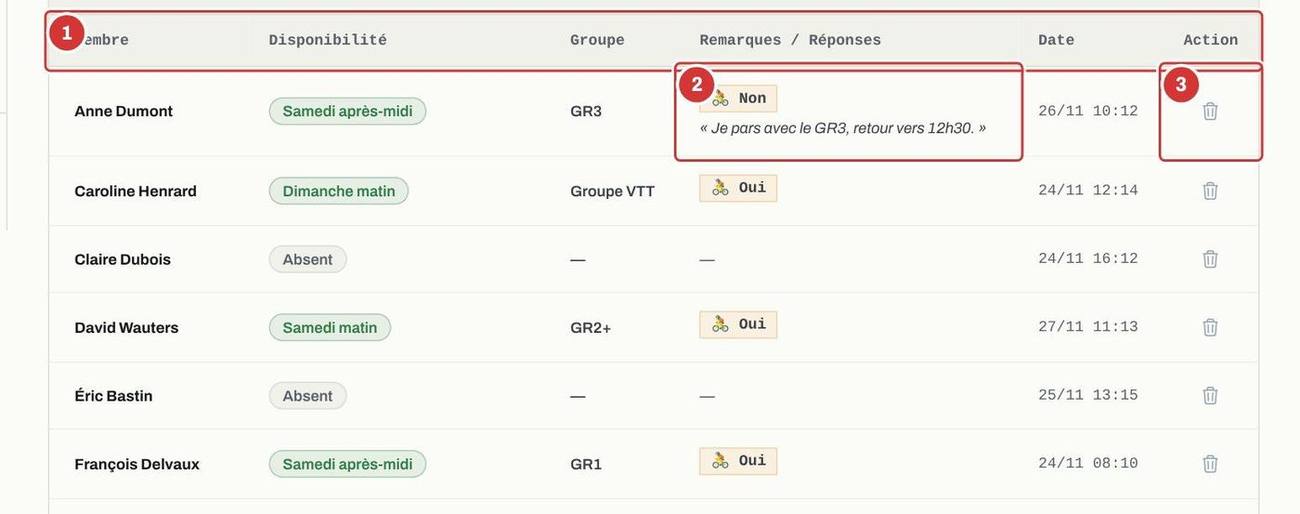 1 embre Disponibilité Groupe Remarques / Réponses Date Action
2 3
Anne Dumont Samedi après-midi GR3 Non 26/11 10:12
« Je pars avec le GR3, retour vers 12h30. »
Caroline Henrard Dimanche matin Groupe VTT Oui 24/11 12:14
Claire Dubois Absent — — 24/11 16:12
David Wauters Samedi matin GR2+ Oui 27/11 11:13
Éric Bastin Absent — — 25/11 13:15
François Delvaux Samedi après-midi GR1 Oui 24/11 08:10